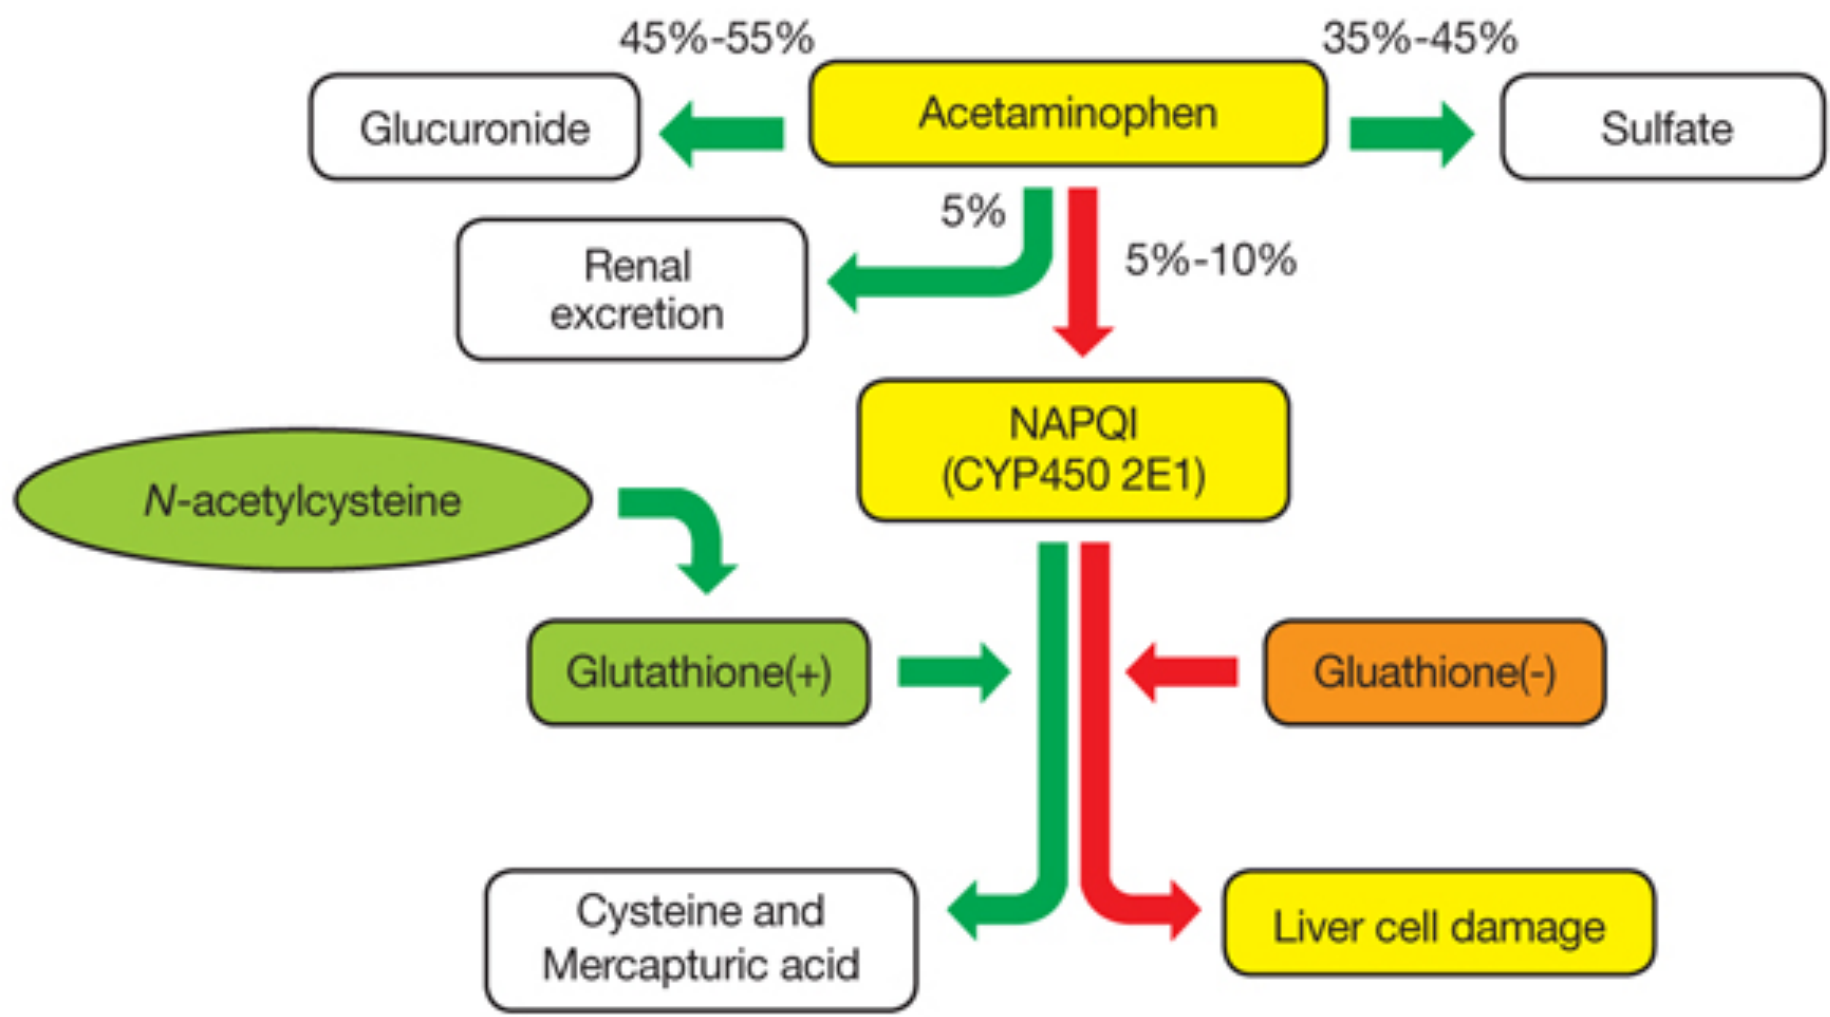 45%-55%
35%-45%
Glucuronide
Acetaminophen
Sulfate
5%
Renal
excretion
5%-10%
NAPQI
(CYP450 2E1)
N-acetylcysteine
Glutathione(+)
Gluathione(-)
Cysteine and
Mercapturic acid
Liver cell damage